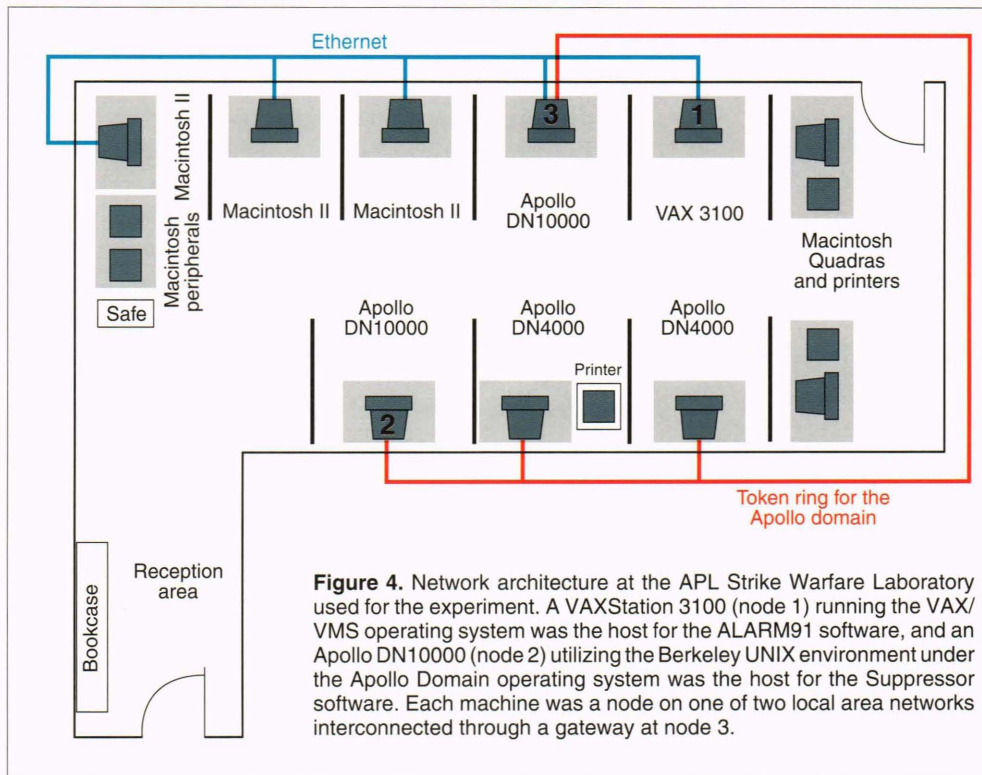 Ethernet
3
1
Macintosh II
Macintosh II
Macintosh II
Apollo
DN10000
VAX 3100
Macintosh
Quadras
and printers
Macintosh
peripherals
Safe
Apollo
DN10000
Apollo
DN4000
Apollo
DN4000
Printer
2
Token ring for the
Apollo domain
Reception
area
Bookcase
Figure 4. Network architecture at the APL Strike Warfare Laboratory
used for the experiment. A VAXStation 3100 (node 1) running the VAX/
VMS operating system was the host for the ALARM91 software, and an
Apollo DN10000 (node 2) utilizing the Berkeley UNIX environment under
the Apollo Domain operating system was the host for the Suppressor
software. Each machine was a node on one of two local area networks
interconnected through a gateway at node 3.